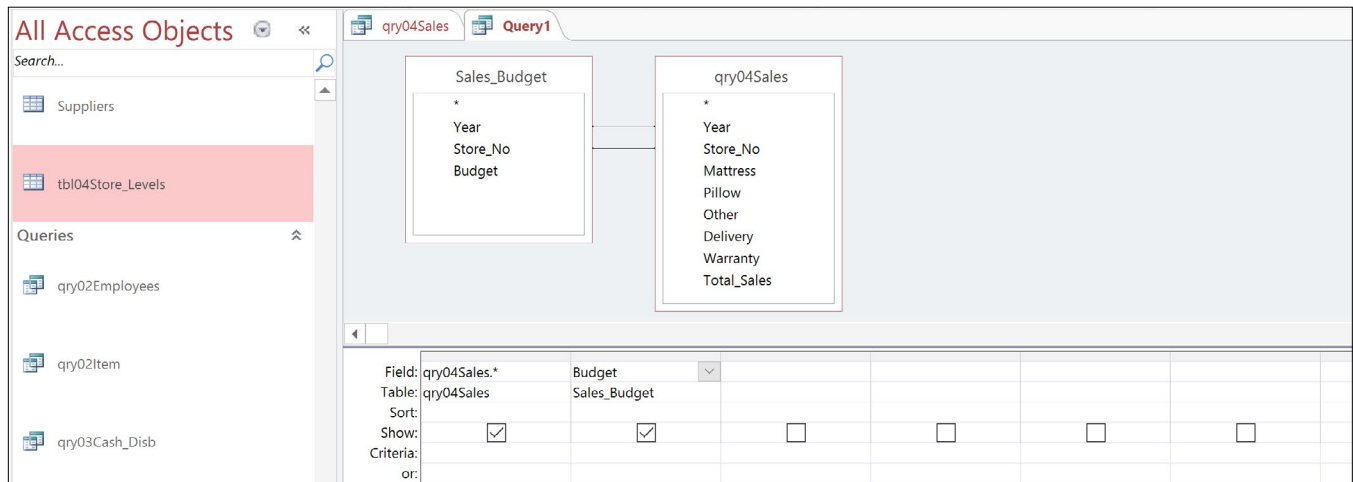 All Access Objects
Search...
Suppliers
tbl04Store_Levels
Queries
qry02Employees
qry02Item
qry03Cash_Disb
qry04Sales Query1
Sales_Budget
*
Year
Store_No
Budget
qry04Sales
*
Year
Store_No
Mattress
Pillow
Other
Delivery
Warranty
Total_Sales
Field: qry04Sales.* Budget
Table: qry04Sales Sales_Budget
Sort:
Show:
Criteria:
or: